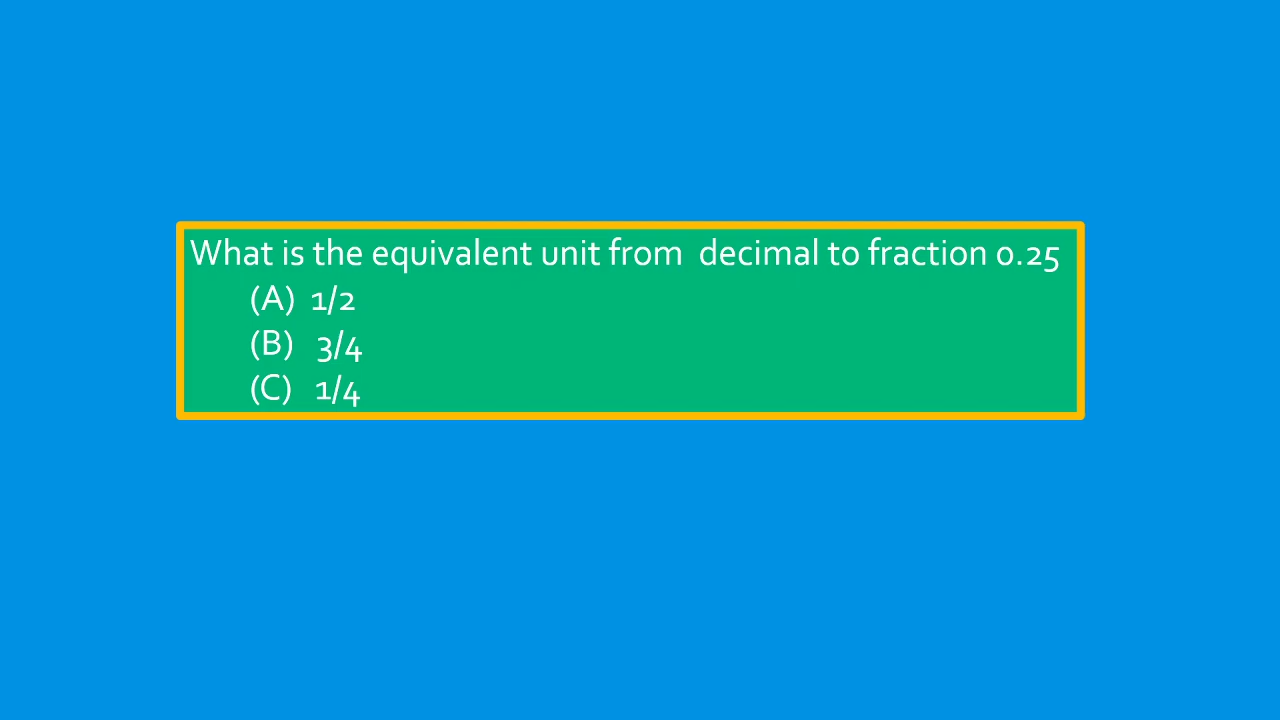 What is the equivalent unit from  decimal to fraction 0.25
(A)  1/2
(B)  3/4
(C)  1/4